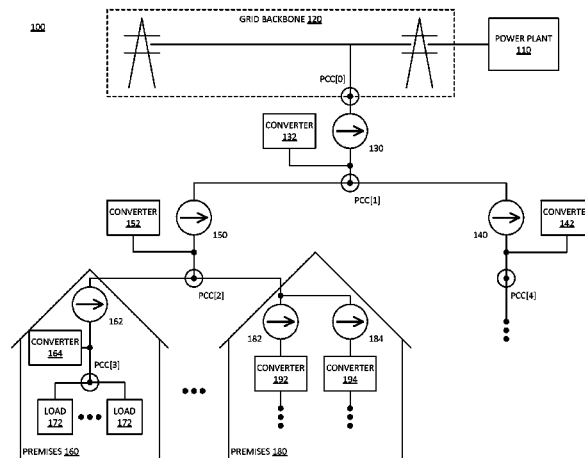 100
GRID BACKBONE 120
POWER PLANT
110
PCC[0]
CONVERTER
132
130
PCC[1]
CONVERTER
152
150
140
CONVERTER
142
PCC[2]
PCC[4]
162
CONVERTER
164
PCC[3]
LOAD
172
LOAD
172
PREMISES 160
182
184
CONVERTER
192
CONVERTER
194
PREMISES 180